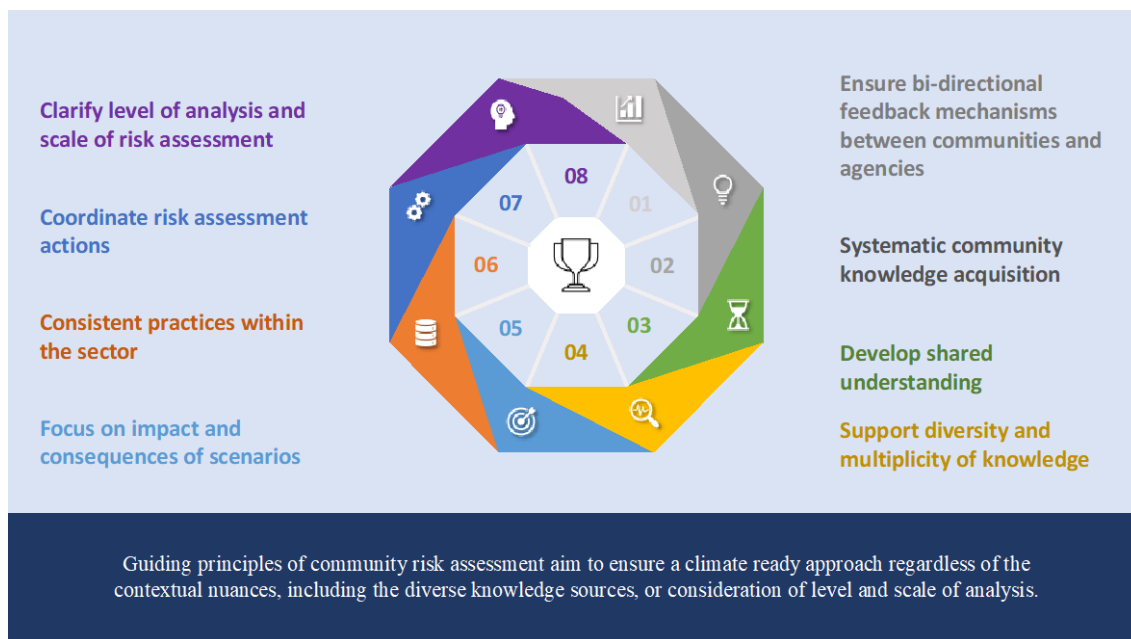 Clarify level of analysis and
scale of risk assessment
Coordinate risk assessment
actions
Consistent practices within
the sector
Focus on impact and
consequences of scenarios
08
07
01
06
02
05
03
04
Ensure bi-directional
feedback mechanisms
between communities and
agencies
Systematic community
knowledge acquisition
Develop shared
understanding
Support diversity and
multiplicity of knowledge
Guiding principles of community risk assessment aim to ensure a climate ready approach regardless of the
contextual nuances, including the diverse knowledge sources, or consideration of level and scale of analysis.